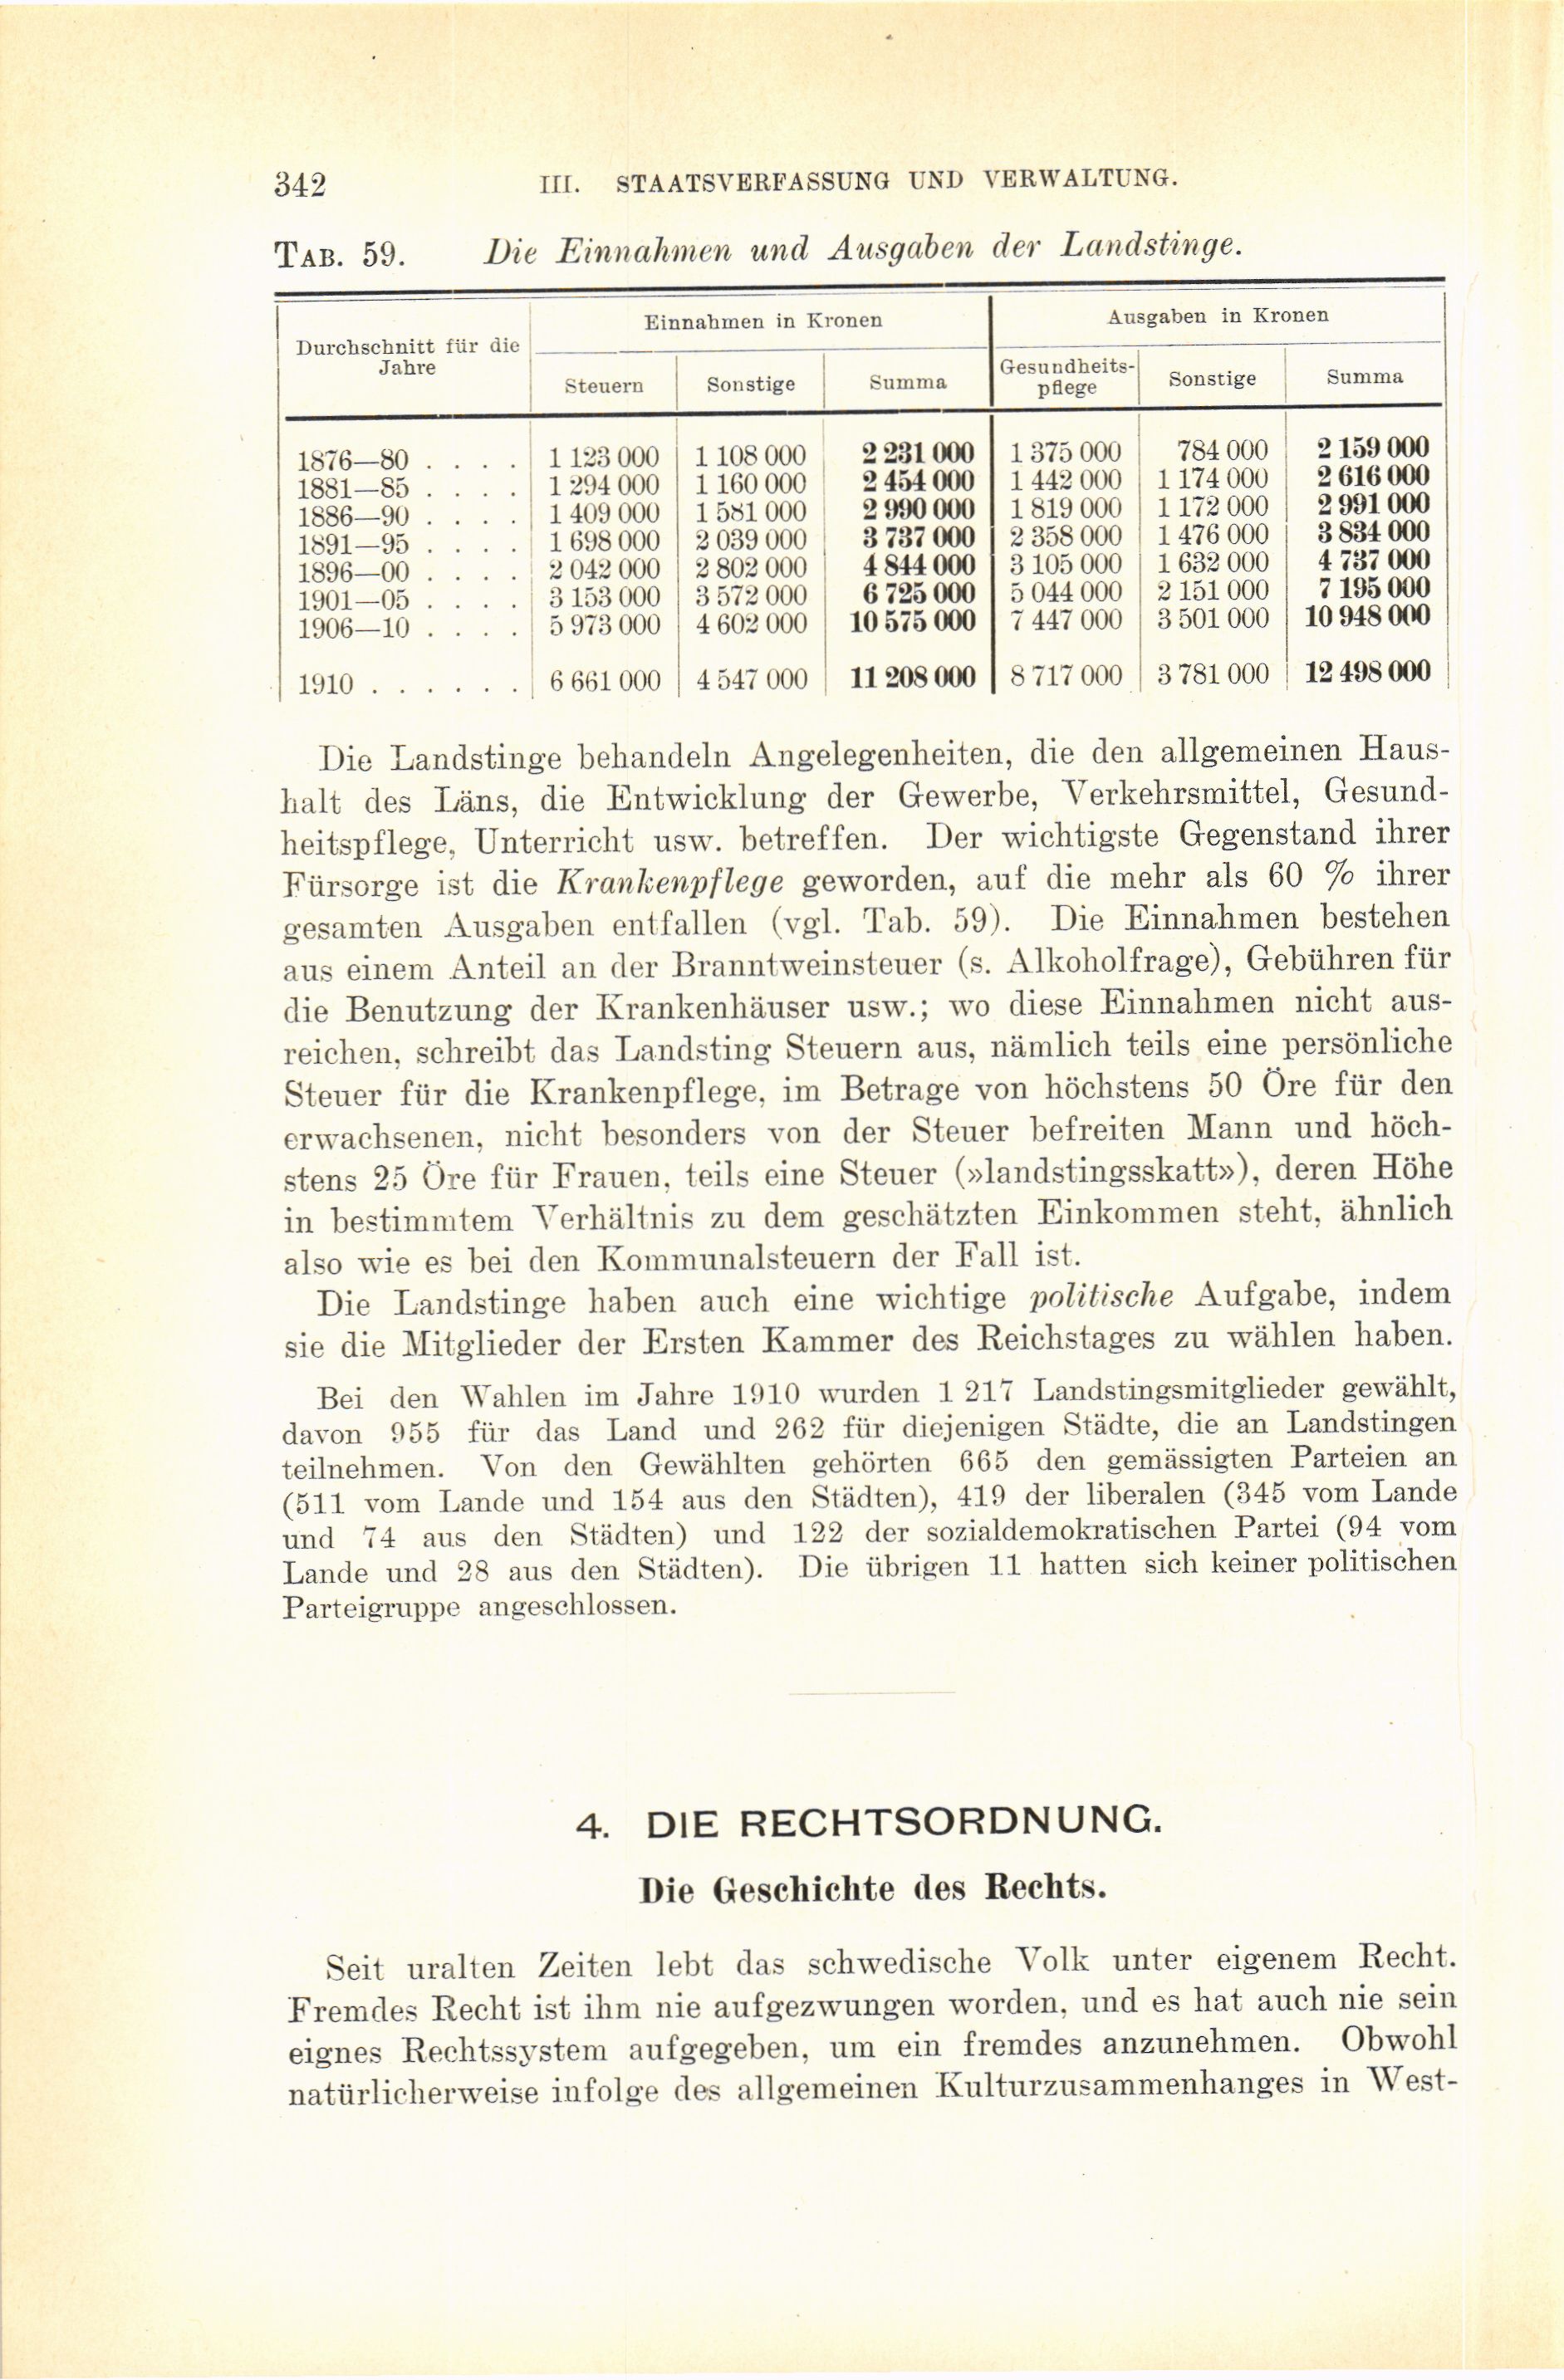 342 III. STAATSVERFASSUNG UND VERWALTUNG.
TAB. 59. Die Einnahmen und Ausgaben der Landstinge.
Durchschnitt für die Jahre | Einnahmen in Kronen | Ausgaben in Kronen
Steuern | Sonstige | Summa | Gesundheits-pflege | Sonstige | Summa
1876—80 . . . . 1 123 000 1 108 000 2 231 000 1 375 000 784 000 2 159 000
1881—85 . . . . 1 294 000 1 160 000 2 454 000 1 442 000 1 174 000 2 616 000
1886—90 . . . . 1 409 000 1 581 000 2 990 000 1 819 000 1 172 000 2 991 000
1891—95 . . . . 1 698 000 2 039 000 3 737 000 2 358 000 1 476 000 3 834 000
1896—00 . . . . 2 042 000 2 802 000 4 844 000 3 105 000 1 632 000 4 737 000
1901—05 . . . . 3 153 000 3 572 000 6 725 000 5 044 000 2 151 000 7 195 000
1906—10 . . . . 5 973 000 4 602 000 10 575 000 7 447 000 3 501 000 10 948 000
1910 . . . . . . 6 661 000 4 547 000 11 208 000 8 717 000 3 781 000 12 498 000
Die Landstinge behandeln Angelegenheiten, die den allgemeinen Haus-
halt des Läns, die Entwicklung der Gewerbe, Verkehrsmittel, Gesund-
heitspflege, Unterricht usw. betreffen. Der wichtigste Gegenstand ihrer
Fürsorge ist die Krankenpflege geworden, auf die mehr als 60 % ihrer
gesamten Ausgaben entfallen (vgl. Tab. 59). Die Einnahmen bestehen
aus einem Anteil an der Branntweinsteuer (s. Alkoholfrage), Gebühren für
die Benutzung der Krankenhäuser usw.; wo diese Einnahmen nicht aus-
reichen, schreibt das Landsting Steuern aus, nämlich teils eine persönliche
Steuer für die Krankenpflege, im Betrage von höchstens 50 Öre für den
erwachsenen, nicht besonders von der Steuer befreiten Mann und höch-
stens 25 Öre für Frauen, teils eine Steuer (»landstingsskatt»), deren Höhe
in bestimmtem Verhältnis zu dem geschätzten Einkommen steht, ähnlich
also wie es bei den Kommunalsteuern der Fall ist.
Die Landstinge haben auch eine wichtige politische Aufgabe, indem
sie die Mitglieder der Ersten Kammer des Reichstages zu wählen haben.
Bei den Wahlen im Jahre 1910 wurden 1 217 Landstingsmitglieder gewählt,
davon 955 für das Land und 262 für diejenigen Städte, die an Landstingen
teilnehmen. Von den Gewählten gehörten 665 den gemässigten Parteien an
(511 vom Lande und 154 aus den Städten), 419 der liberalen (345 vom Lande
und 74 aus den Städten) und 122 der sozialdemokratischen Partei (94 vom
Lande und 28 aus den Städten). Die übrigen 11 hatten sich keiner politischen
Parteigruppe angeschlossen.
4. DIE RECHTSORDNUNG.
Die Geschichte des Rechts.
Seit uralten Zeiten lebt das schwedische Volk unter eigenem Recht.
Fremdes Recht ist ihm nie aufgezwungen worden, und es hat auch nie sein
eignes Rechtssystem aufgegeben, um ein fremdes anzunehmen. Obwohl
natürlicherweise infolge des allgemeinen Kulturzusammenhanges in West-